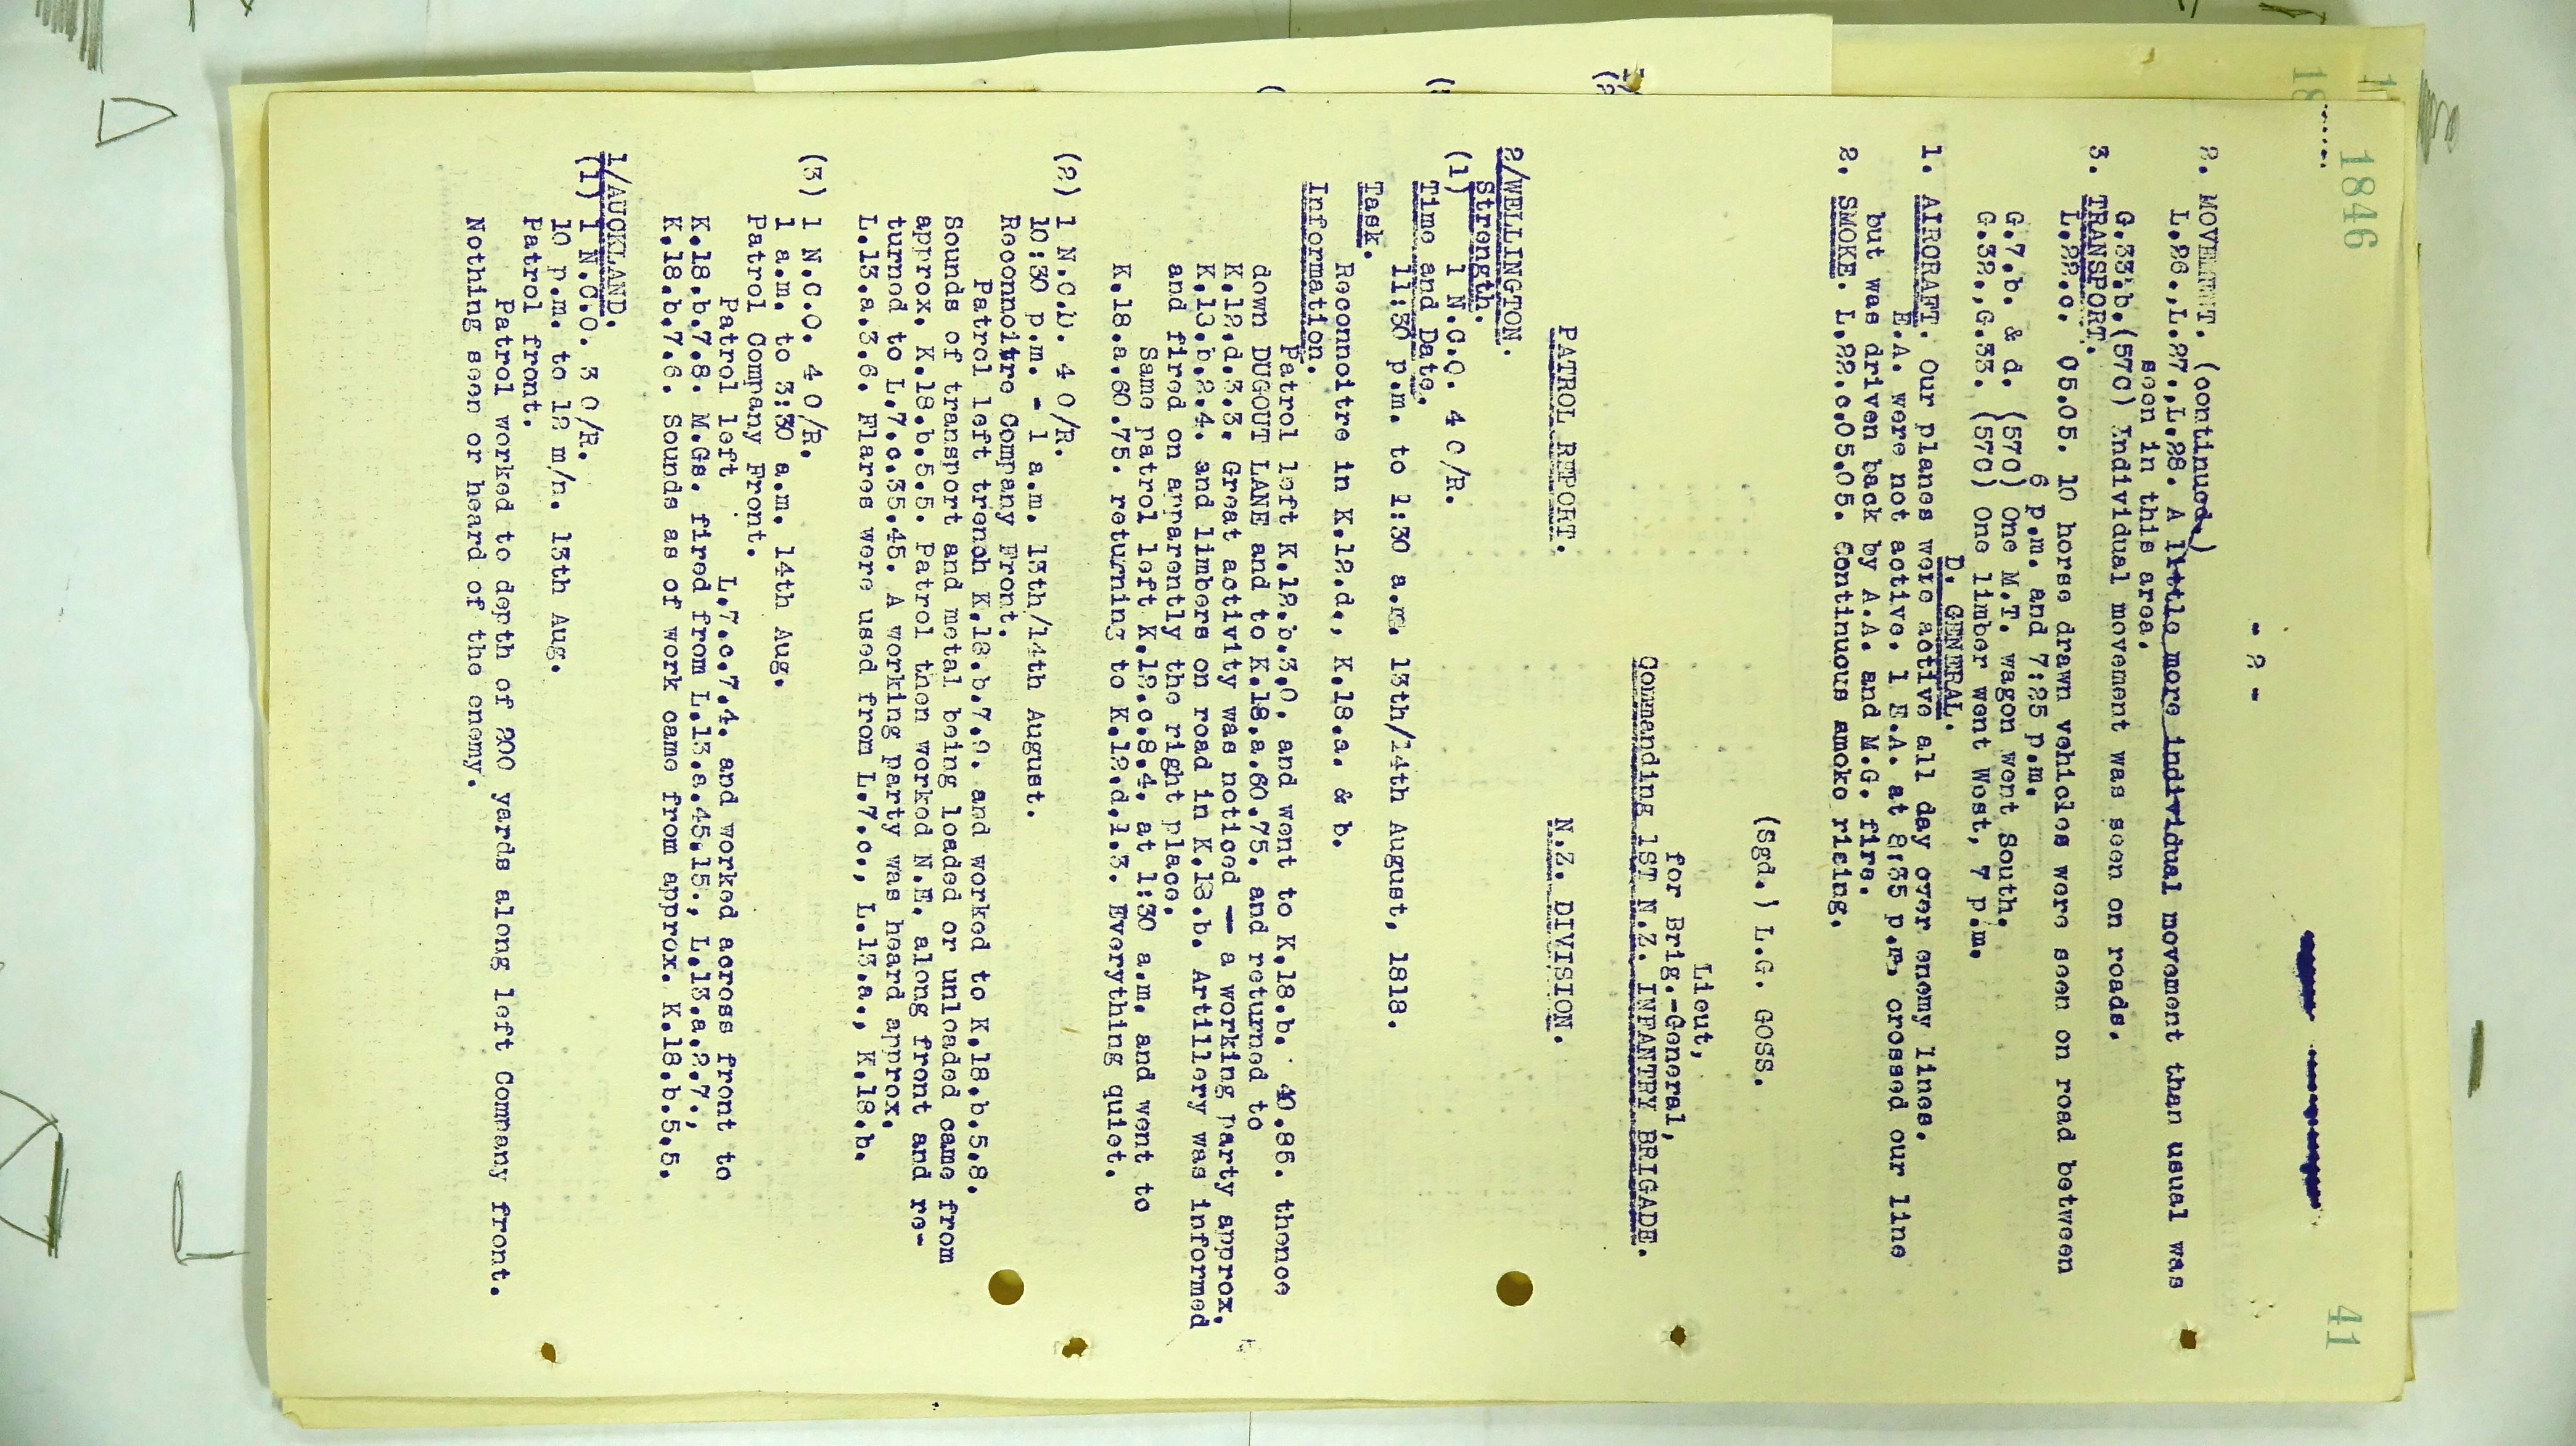 1846
41
- 2 -
2. MOVEMENT. (continued)
L.26.,L.27.,L.28. A little more individual movement than usual was
seen in this area.
G.33.b.(570) Individual movement was seen on roads.
3. TRANSPORT.
L.22.c. 05.05. 10 horse drawn vehicles were seen on road between
6 p.m. and 7:25 p.m.
G.7.b. & d. (570) One M.T. wagon went South.
G.32.,G.33. (570) One limber went West, 7 p.m.
D. GENERAL.
1. AIRCRAFT. Our planes were active all day over enemy lines.
E.A. were not active. 1 E.A. at 8;35 p.m. crossed our line
but was driven back by A.A. and M.G. fire.
2. SMOKE. L.22.c.05.05. Continuous smoke rising.
(Sgd.) L.G. GOSS.
Lieut,
for Brig.-General,
Commanding 1ST N.Z. INFANTRY BRIGADE.
PATROL REPORT. N.Z. DIVISION.
2/WELLINGTON.
Strength.
(1) 1 N.C.O. 4 O/R.
Time and Date.
11:30 p.m. to 1:30 a.m. 13th/14th August, 1818.
Task.
Reconnoitre in K.12.d., K.18.a. & b.
Information.
Patrol left K.12.b.3.0. and went to K.18.b. 40.85. thence
down DUGOUT LANE and to K.18.a.60.75. and returned to
K.12.d.3.3. Great activity was noticed — a working party approx.
K.13.b.2.4. and limbers on road in K.18.b. Artillery was informed
and fired on apparently the right place.
Same patrol left K.12.c.8.4. at 1:30 a.m. and went to
K.18.a.60.75. returning to K.12.d.1.3. Everything quiet.
(2) 1 N.C.O. 4 O/R.
10:30 p.m. - 1 a.m. 13th/14th August.
Reconnoitre Company Front.
Patrol left trench K.18.b.7.9. and worked to K.18.b.5.8.
Sounds of transport and metal being loaded or unloaded came from
approx. K.18.b.5.5. Patrol then worked N.E. along front and re-
turned to L.7.c.35.45. A working party was heard approx.
L.13.a.3.6. Flares were used from L.7.c., L.13.a., K.18.b.
(3) 1 N.C.O. 4 O/R.
1 a.m. to 3:30 a.m. 14th Aug.
Patrol Company Front.
Patrol left L.7.c.7.4. and worked across front to
K.18.b.7.8. M.Gs. fired from L.13.a.45.15., L.13.a.2.7.;
K.18.b.7.6. Sounds as of work came from approx. K.18.b.5.5.
1/AUCKLAND.
(1) 1 N.C.O. 3 O/R.
10 p.m. to 12 m/n. 13th Aug.
Patrol front.
Patrol worked to depth of 200 yards along left Company front.
Nothing seen or heard of the enemy.